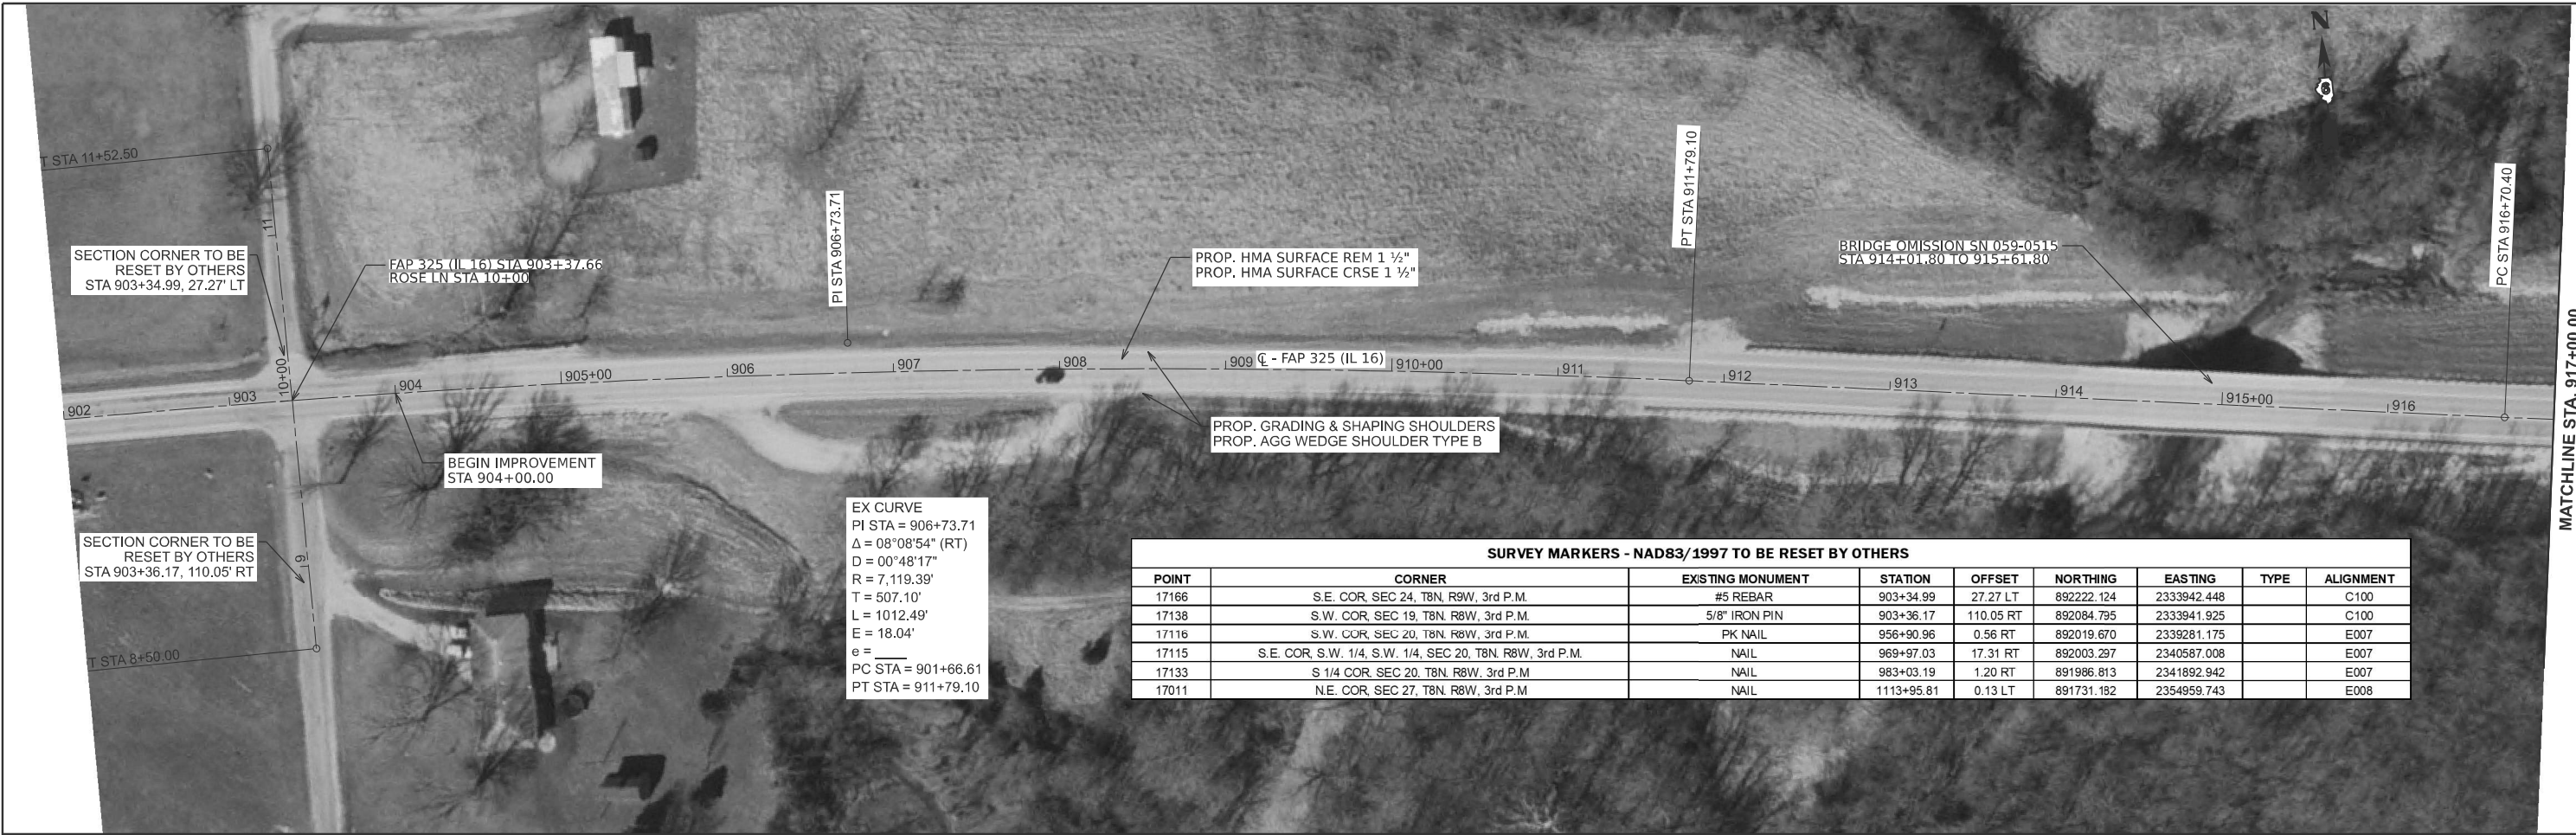 N
T STA 11+52.50
11
SECTION CORNER TO BE
RESET BY OTHERS
STA 903+34.99, 27.27' LT
FAP 325 (IL 16) STA 903+37.66
ROSE LN STA 10+00
PI STA 906+73.71
PROP. HMA SURFACE REM 1 ½"
PROP. HMA SURFACE CRSE 1 ½"
PT STA 911+79.10
BRIDGE OMISSION SN 059-0515
STA 914+01.80 TO 915+61.80
PC STA 916+70.40
MATCHLINE STA. 917+00.00
℄ - FAP 325 (IL 16)
902
903
10+00
904
905+00
906
907
908
909
910+00
911
912
913
914
915+00
916
BEGIN IMPROVEMENT
STA 904+00.00
PROP. GRADING & SHAPING SHOULDERS
PROP. AGG WEDGE SHOULDER TYPE B
SECTION CORNER TO BE
RESET BY OTHERS
STA 903+36.17, 110.05' RT
9
T STA 8+50.00
EX CURVE
PI STA = 906+73.71
Δ = 08°08'54" (RT)
D = 00°48'17"
R = 7,119.39'
T = 507.10'
L = 1012.49'
E = 18.04'
e = ____
PC STA = 901+66.61
PT STA = 911+79.10
SURVEY MARKERS - NAD83/1997 TO BE RESET BY OTHERS
POINT CORNER EXISTING MONUMENT STATION OFFSET NORTHING EASTING TYPE ALIGNMENT
17166 S.E. COR, SEC 24, T8N, R9W, 3rd P.M. #5 REBAR 903+34.99 27.27 LT 892222.124 2333942.448 C100
17138 S.W. COR, SEC 19, T8N. R8W, 3rd P.M. 5/8" IRON PIN 903+36.17 110.05 RT 892084.795 2333941.925 C100
17116 S.W. COR, SEC 20, T8N. R8W, 3rd P.M. PK NAIL 956+90.96 0.56 RT 892019.670 2339281.175 E007
17115 S.E. COR, S.W. 1/4, S.W. 1/4, SEC 20, T8N. R8W, 3rd P.M. NAIL 969+97.03 17.31 RT 892003.297 2340587.008 E007
17133 S 1/4 COR. SEC 20. T8N. R8W. 3rd P.M NAIL 983+03.19 1.20 RT 891986.813 2341892.942 E007
17011 N.E. COR, SEC 27, T8N. R8W, 3rd P.M NAIL 1113+95.81 0.13 LT 891731.182 2354959.743 E008